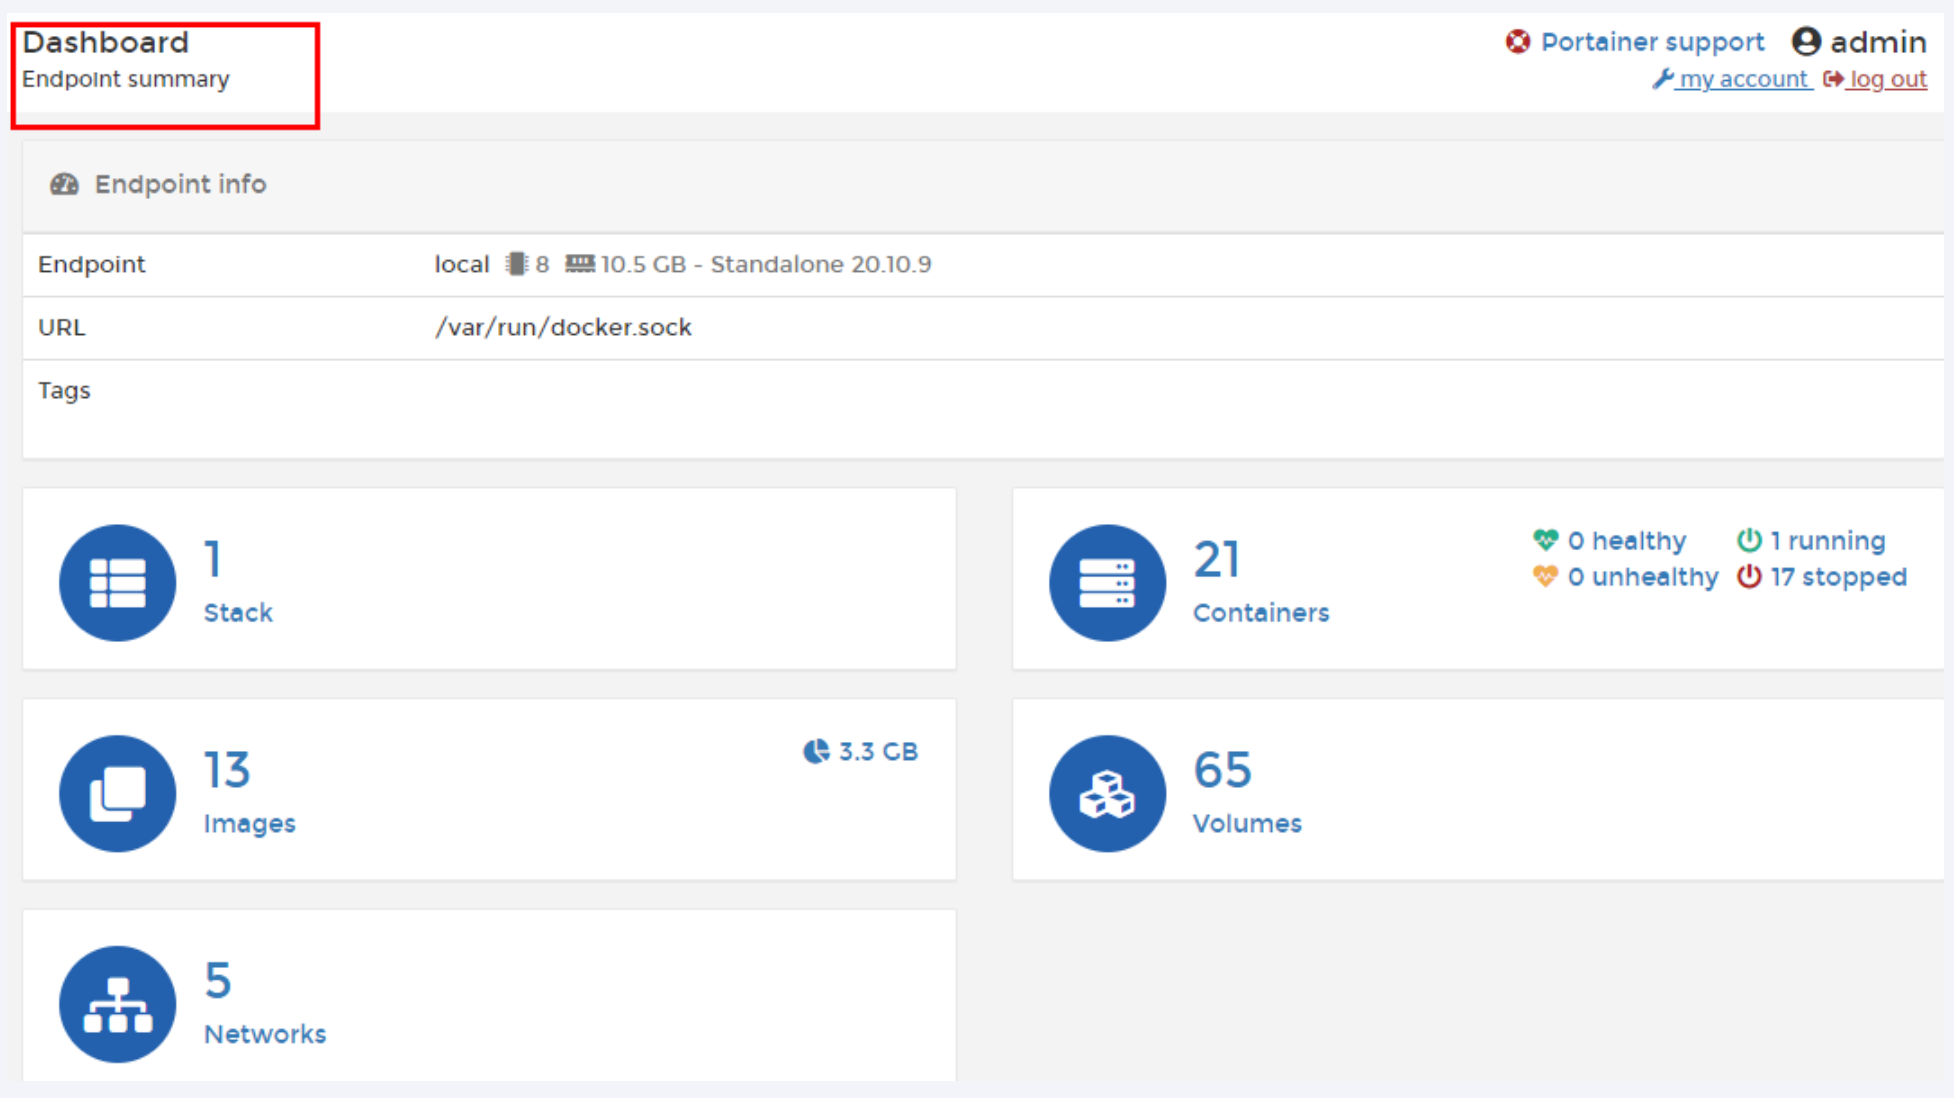 Dashboard
Endpoint summary
Portainer support admin
my account log out
Endpoint info
Endpoint local 8 10.5 GB - Standalone 20.10.9
URL /var/run/docker.sock
Tags
1
Stack
21
Containers
0 healthy 1 running
0 unhealthy 17 stopped
13
Images
3.3 GB
65
Volumes
5
Networks